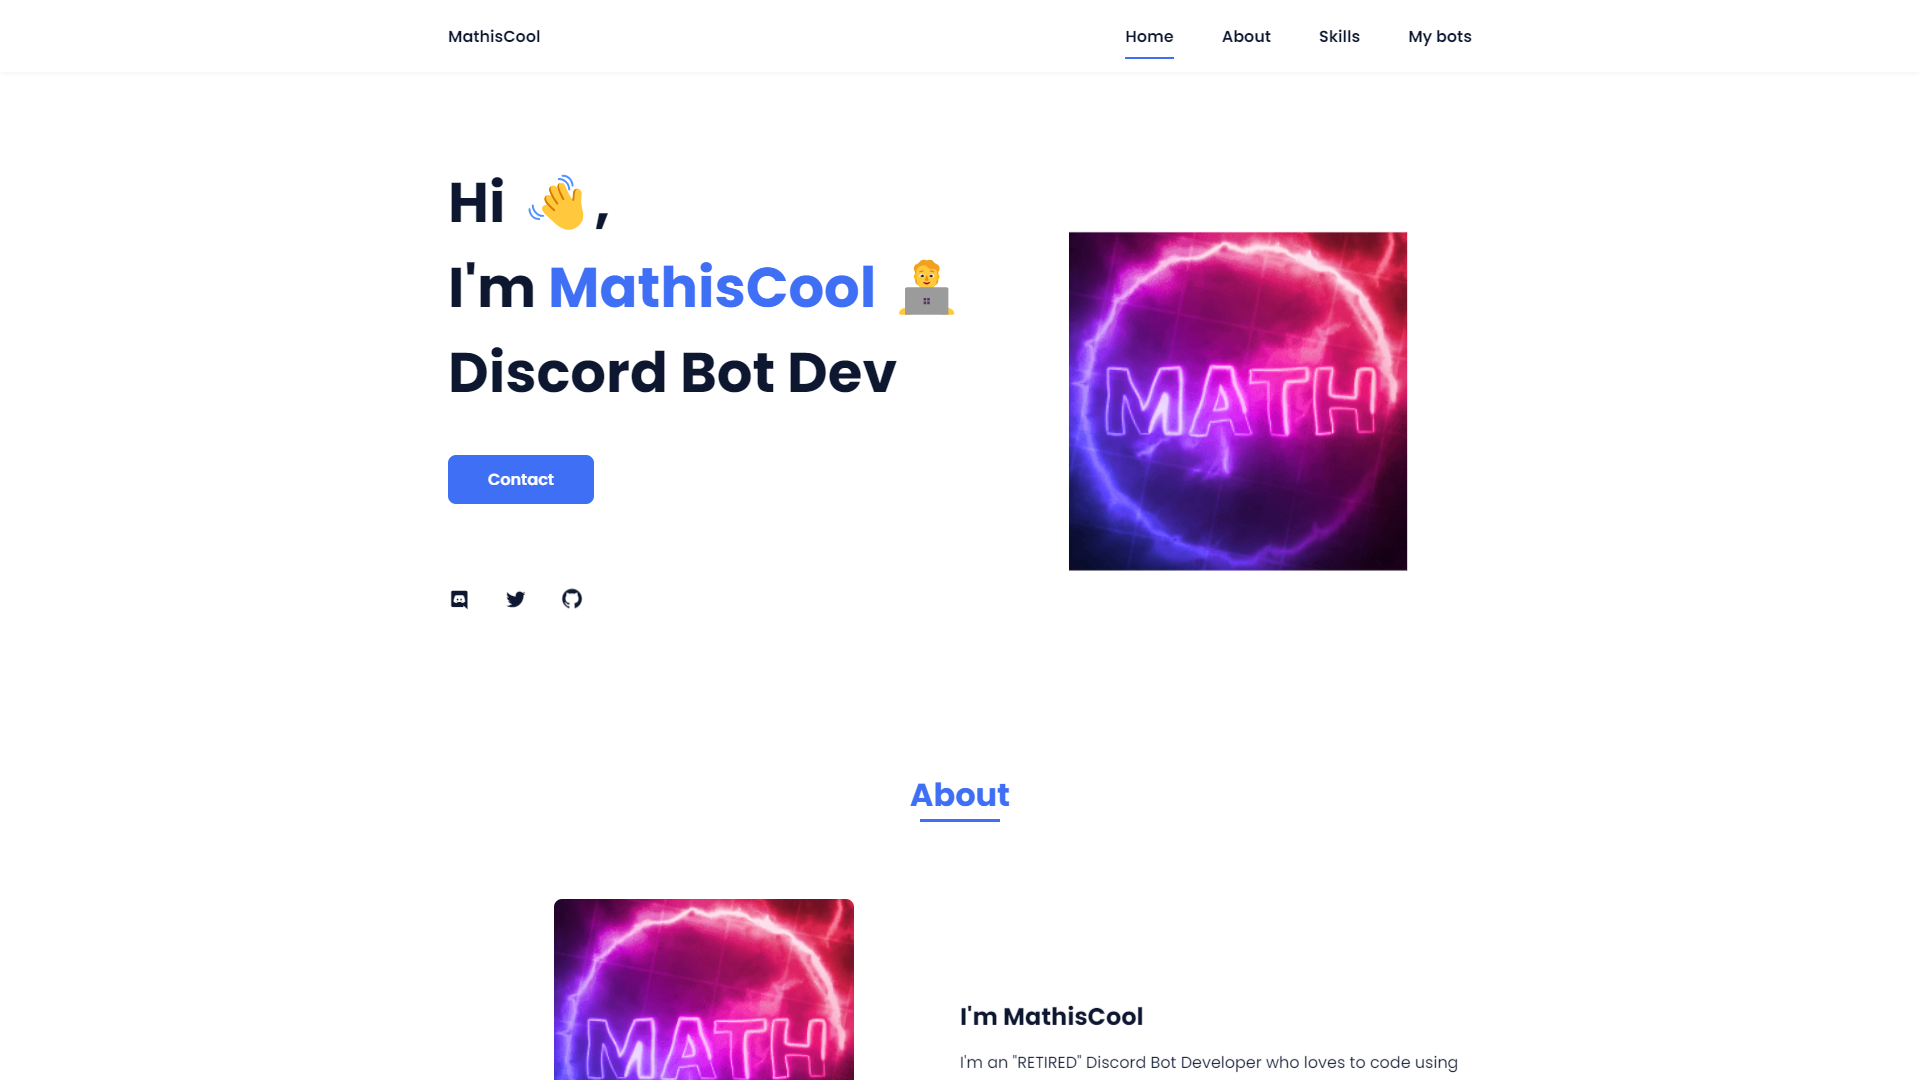 MathisCool
Home About Skills My bots
Hi 👋,
I'm MathisCool 🧑‍💻
Discord Bot Dev
MATH
Contact
About
MATH
I'm MathisCool
I'm an "RETIRED" Discord Bot Developer who loves to code using